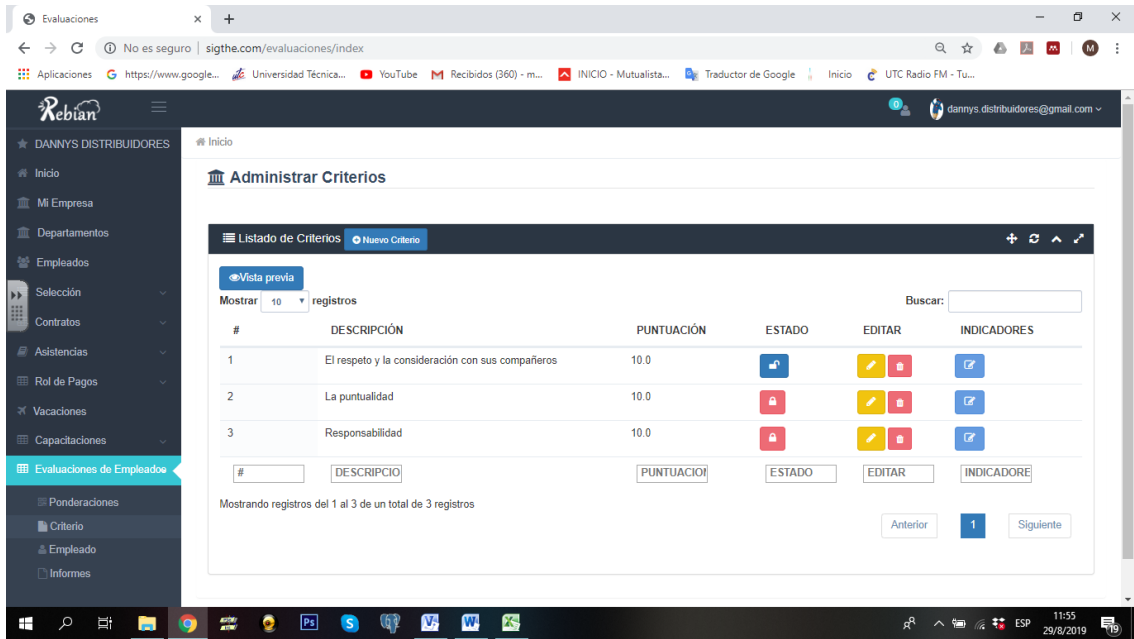 Evaluaciones
No es seguro | sigthe.com/evaluaciones/index
M
Aplicaciones https://www.google... Universidad Técnica... YouTube Recibidos (360) - m... INICIO - Mutualista... Traductor de Google Inicio UTC Radio FM - Tu...
Rebian
0 dannys.distribuidores@gmail.com
DANNYS DISTRIBUIDORES
Inicio
Mi Empresa
Departamentos
Empleados
Selección
Contratos
Asistencias
Rol de Pagos
Vacaciones
Capacitaciones
Evaluaciones de Empleados
Ponderaciones
Criterio
Empleado
Informes
Inicio
Administrar Criterios
Listado de Criterios Nuevo Criterio
Vista previa
Mostrar 10 registros Buscar:
# DESCRIPCIÓN PUNTUACIÓN ESTADO EDITAR INDICADORES
1 El respeto y la consideración con sus compañeros 10.0
2 La puntualidad 10.0
3 Responsabilidad 10.0
# DESCRIPCIO PUNTUACION ESTADO EDITAR INDICADORE
Mostrando registros del 1 al 3 de un total de 3 registros
Anterior 1 Siguiente
Ps S W X
ESP 11:55
29/8/2019
19